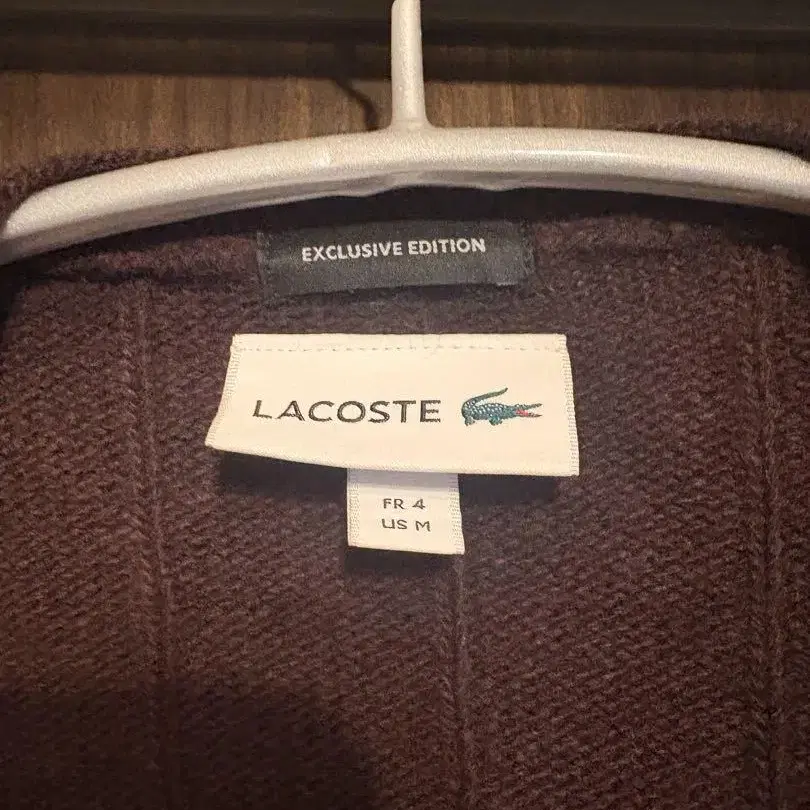 EXCLUSIVE EDITION
LACOSTE
FR 4
US M